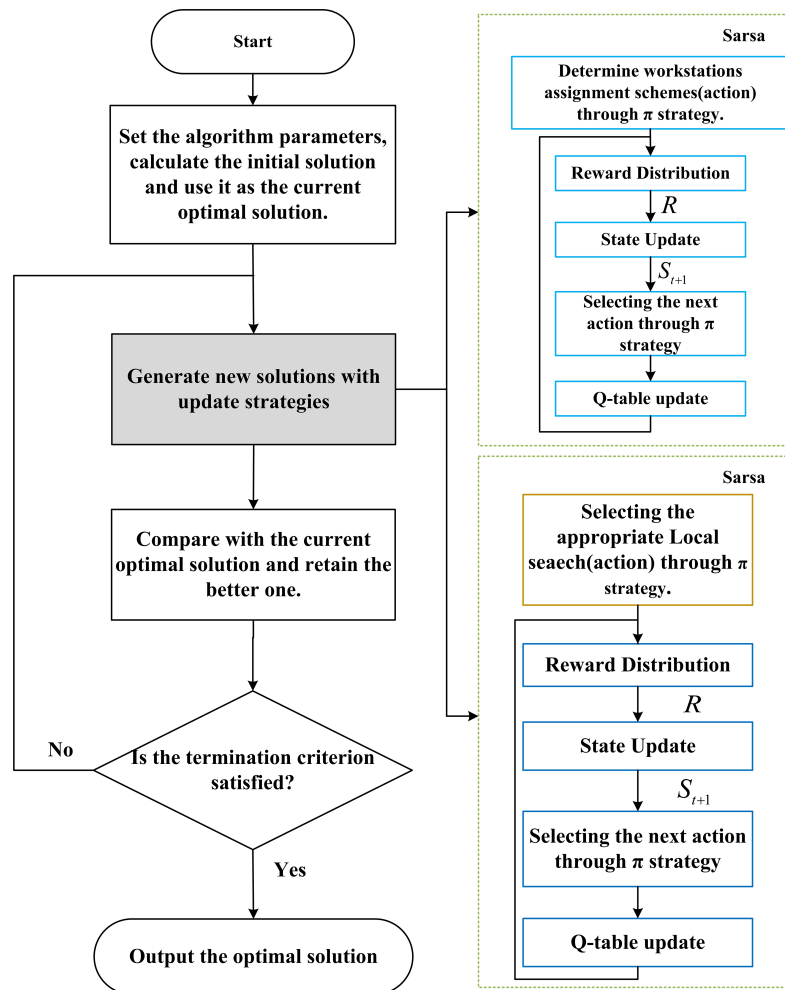 Start
Set the algorithm parameters,
calculate the initial solution
and use it as the current
optimal solution.
Generate new solutions with
update strategies
Compare with the current
optimal solution and retain the
better one.
No
Is the termination criterion
satisfied?
Yes
Output the optimal solution
Sarsa
Determine workstations
assignment schemes(action)
through π strategy.
Reward Distribution
R
State Update
S_{t+1}
Selecting the next
action through π
strategy
Q-table update
Sarsa
Selecting the
appropriate Local
seaech(action) through π
strategy.
Reward Distribution
R
State Update
S_{t+1}
Selecting the next action
through π strategy
Q-table update